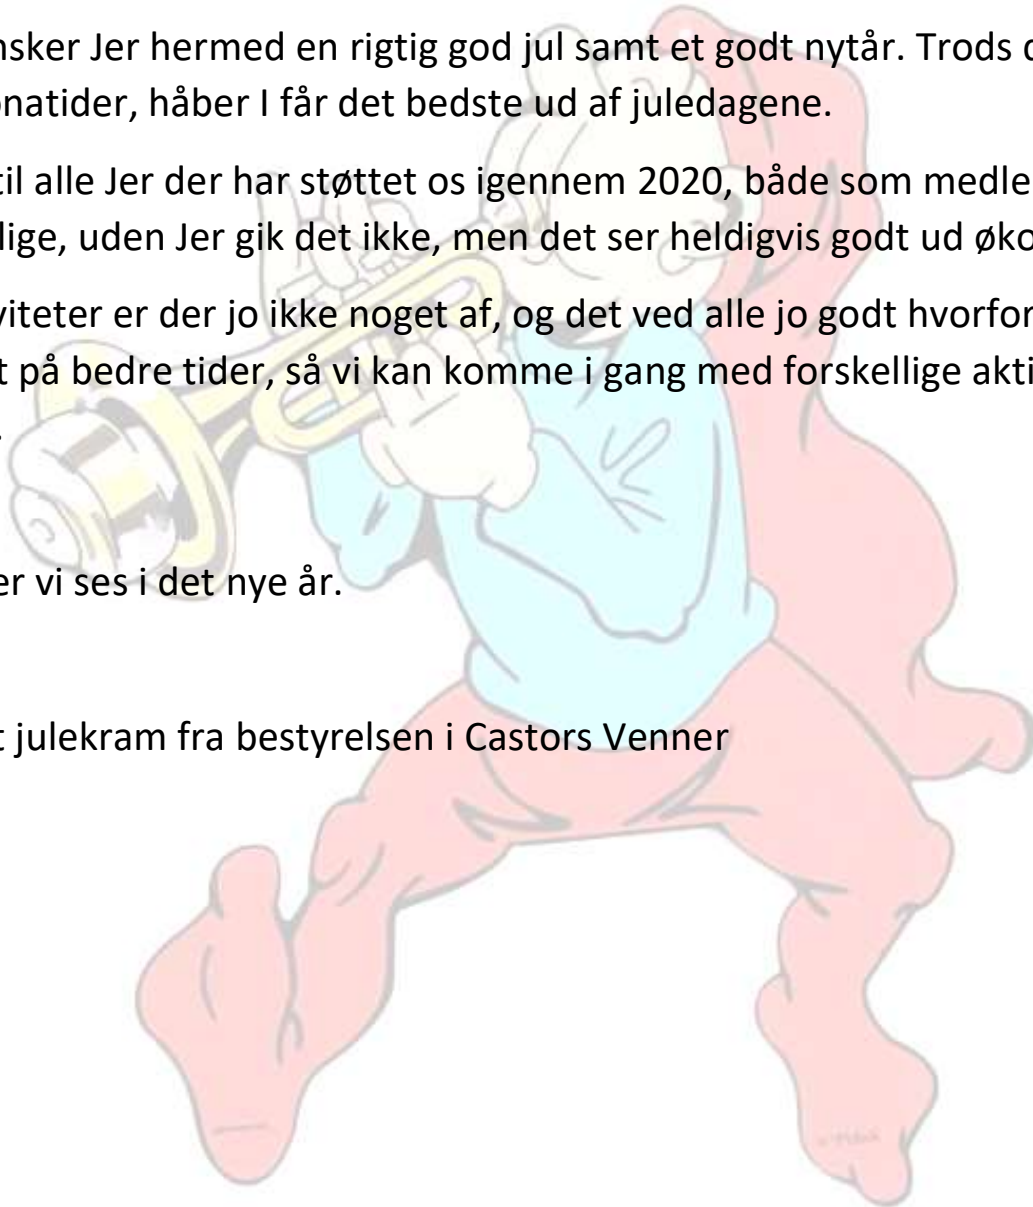 nsker Jer hermed en rigtig god jul samt et godt nytår. Trods
onatider, håber I får det bedste ud af juledagene.
til alle Jer der har støttet os igennem 2020, både som medle
lige, uden Jer gik det ikke, men det ser heldigvis godt ud øko
viteter er der jo ikke noget af, og det ved alle jo godt hvorfor
t på bedre tider, så vi kan komme i gang med forskellige akti
.
er vi ses i det nye år.
t julekram fra bestyrelsen i Castors Venner